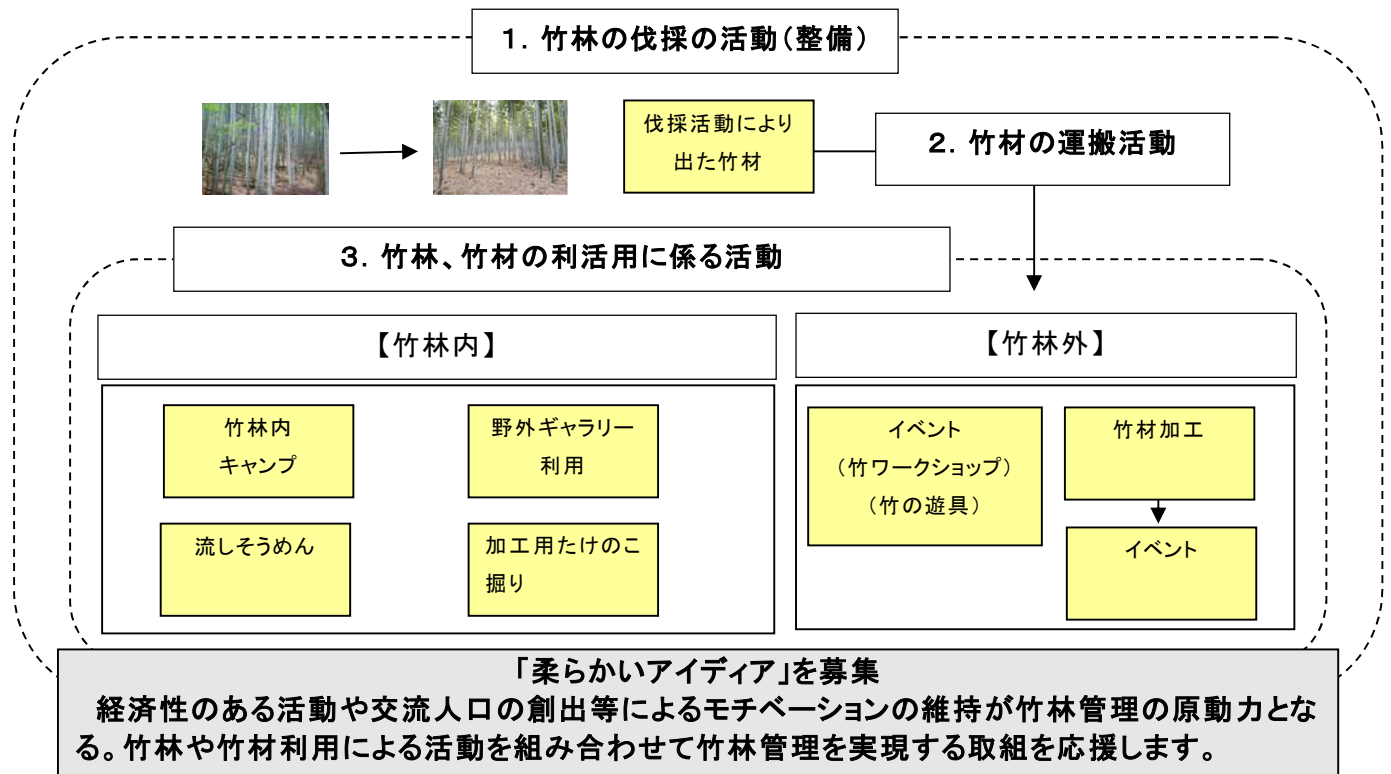 １．竹林の伐採の活動（整備）
伐採活動により
出た竹材
２．竹材の運搬活動
３．竹林、竹材の利活用に係る活動
【竹林内】
【竹林外】
竹林内
キャンプ
野外ギャラリー
利用
流しそうめん
加工用たけのこ
掘り
イベント
（竹ワークショップ）
（竹の遊具）
竹材加工
イベント
「柔らかいアイディア」を募集
経済性のある活動や交流人口の創出等によるモチベーションの維持が竹林管理の原動力とな
る。竹林や竹材利用による活動を組み合わせて竹林管理を実現する取組を応援します。